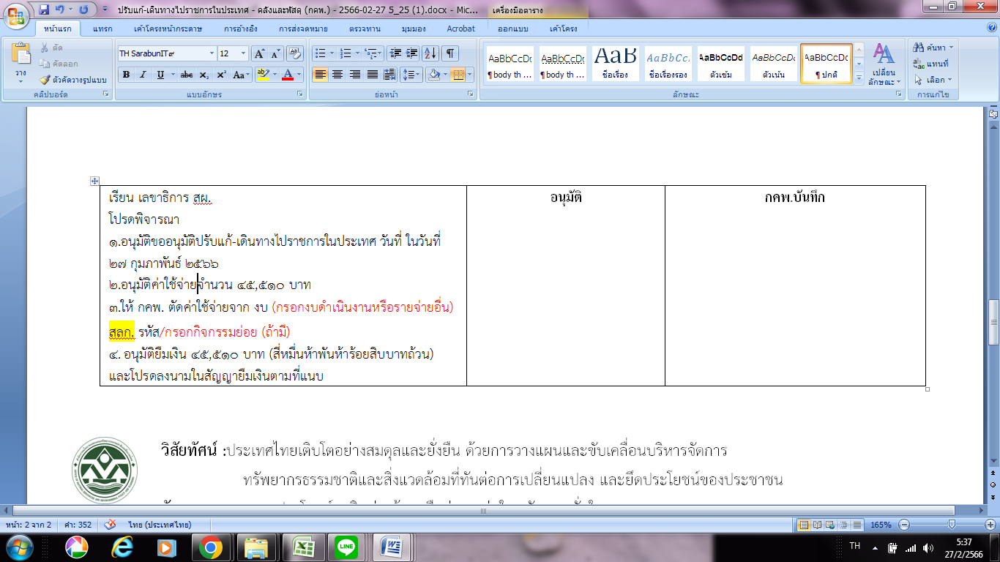 ปรับแก้-เดินทางไปราชการในประเทศ - คลังและพัสดุ (กคพ.) - 2566-02-27 5_25 (1).docx - Mic...
เครื่องมือตาราง
หน้าแรก แทรก เค้าโครงหน้ากระดาษ การอ้างอิง การส่งจดหมาย ตรวจทาน มุมมอง Acrobat ออกแบบ เค้าโครง
วาง
ตัด
คัดลอก
ตัวคัดวางรูปแบบ
คลิปบอร์ด
TH SarabunIT๙ 12
แบบอักษร
ย่อหน้า
AaBbCcDc AaBbCcDc AaB AaBbCc. AaBbCcDd AaBbCcDc AaBbCcDc
¶ body th ... ¶ body th ... ชื่อเรื่อง ชื่อเรื่องรอง ตัวเข้ม ตัวเน้น ¶ ปกติ
ลักษณะ
เปลี่ยน
ลักษณะ
ค้นหา
แทนที่
เลือก
การแก้ไข
เรียน เลขาธิการ สผ.
โปรดพิจารณา
๑.อนุมัติขออนุมัติปรับแก้-เดินทางไปราชการในประเทศ วันที่ ในวันที่
๒๗ กุมภาพันธ์ ๒๕๖๖
๒.อนุมัติค่าใช้จ่ายจำนวน ๔๕,๕๑๐ บาท
๓.ให้ กคพ. ตัดค่าใช้จ่ายจาก งบ (กรอกงบดำเนินงานหรือรายจ่ายอื่น)
สลก. รหัส/กรอกกิจกรรมย่อย (ถ้ามี)
๔. อนุมัติยืมเงิน ๔๕,๕๑๐ บาท (สี่หมื่นห้าพันห้าร้อยสิบบาทถ้วน)
และโปรดลงนามในสัญญายืมเงินตามที่แนบ
อนุมัติ
กคพ.บันทึก
วิสัยทัศน์ :ประเทศไทยเติบโตอย่างสมดุลและยั่งยืน ด้วยการวางแผนและขับเคลื่อนบริหารจัดการ
ทรัพยากรธรรมชาติและสิ่งแวดล้อมที่ทันต่อการเปลี่ยนแปลง และยึดประโยชน์ของประชาชน
หน้า: 2 จาก 2 คำ: 352 ไทย (ประเทศไทย) 165%
TH 5:37
27/2/2566